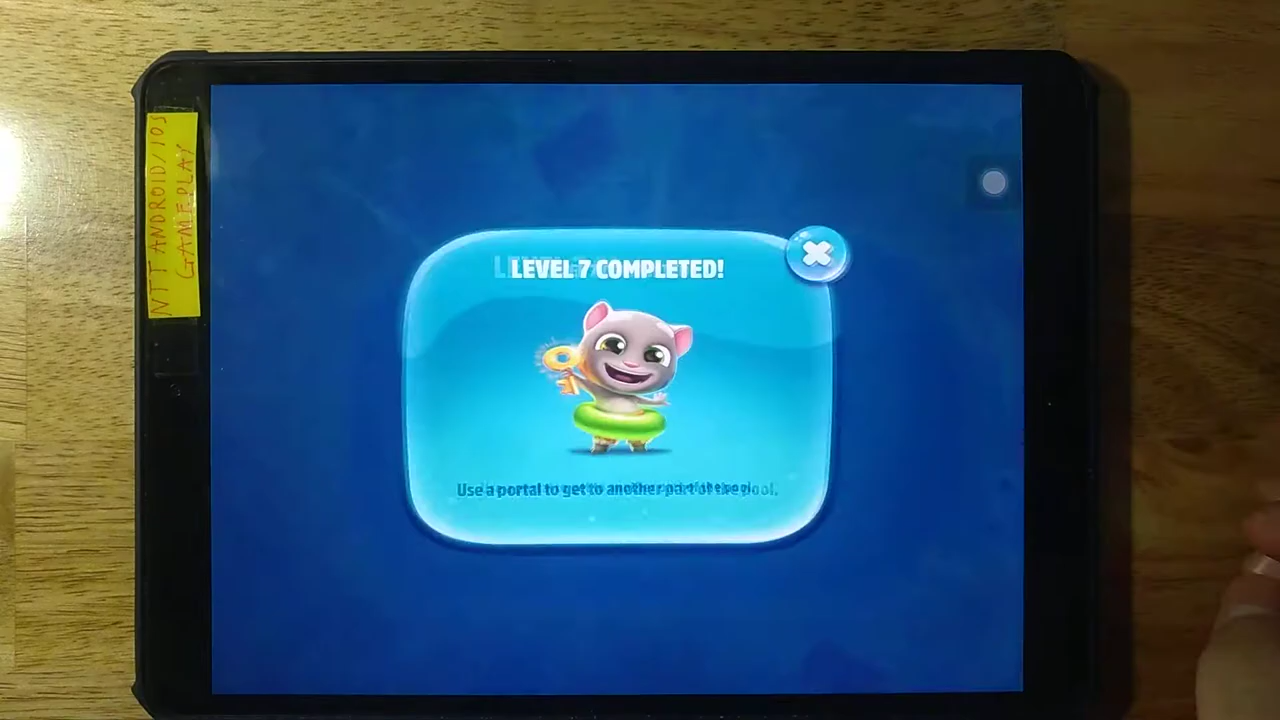 NTT ANDROID/IOS
GAMEPLAY
LEVEL 7 COMPLETED!
Use a portal to get to another part of the pool.